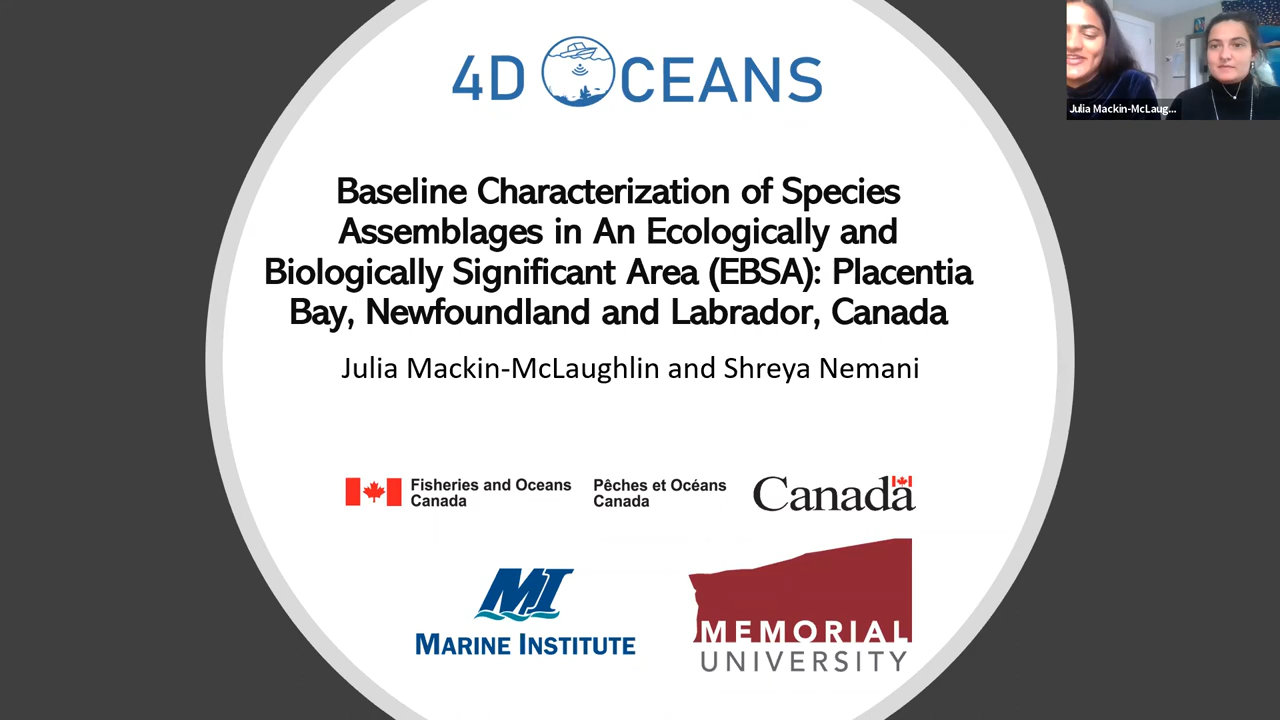 4D OCEANS
Julia Mackin-McLaug...
Baseline Characterization of Species
Assemblages in An Ecologically and
Biologically Significant Area (EBSA): Placentia
Bay, Newfoundland and Labrador, Canada
Julia Mackin-McLaughlin and Shreya Nemani
Fisheries and Oceans
Canada
Pêches et Océans
Canada
Canada
MI
MARINE INSTITUTE
MEMORIAL
UNIVERSITY